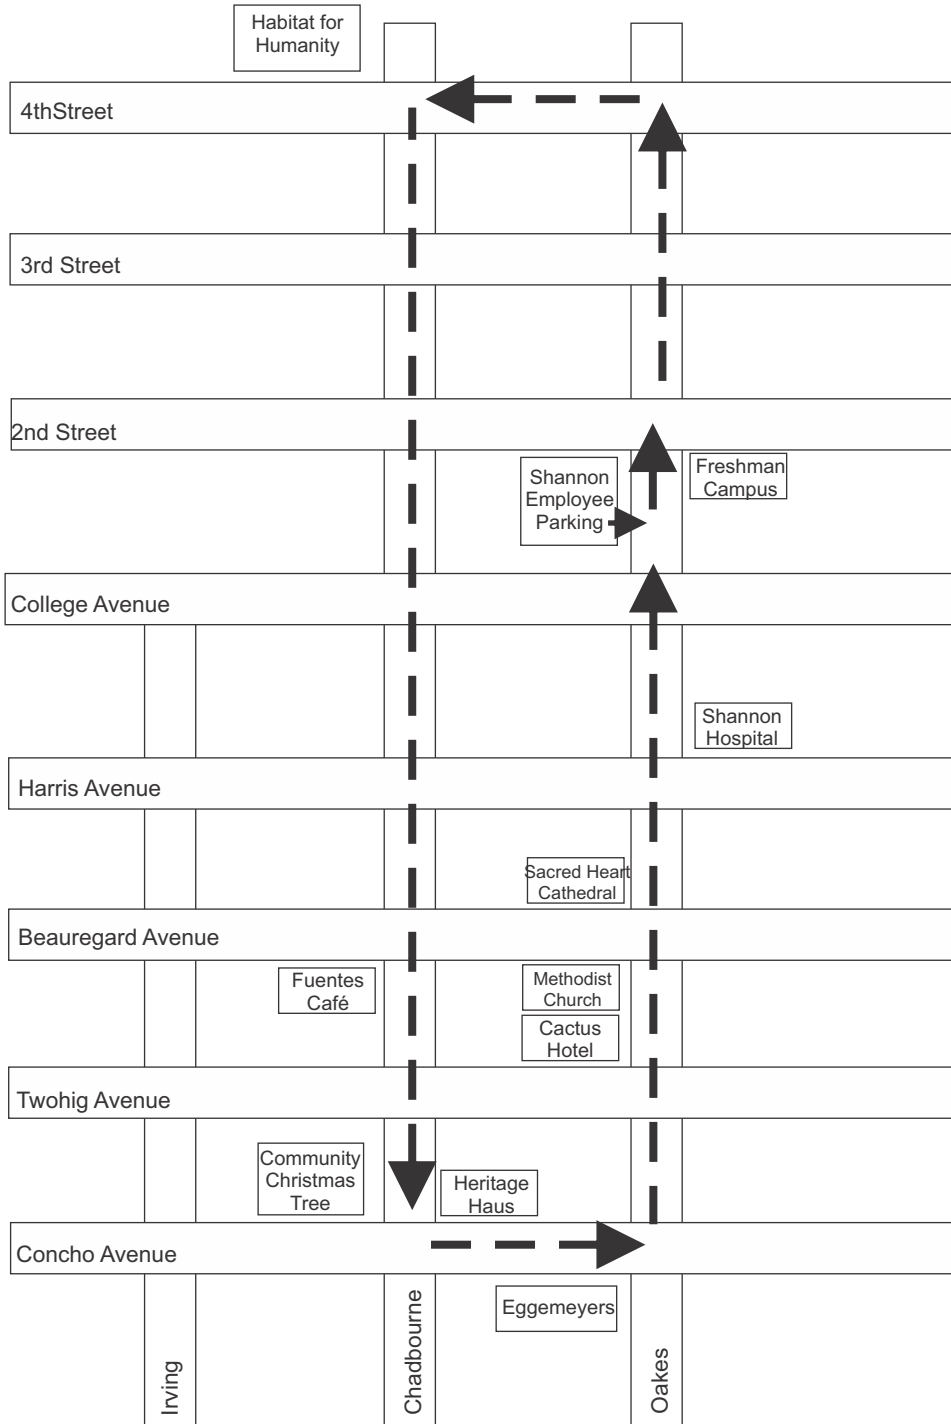 Habitat for
Humanity
4thStreet
3rd Street
2nd Street
Shannon
Employee
Parking
Freshman
Campus
College Avenue
Shannon
Hospital
Harris Avenue
Sacred Heart
Cathedral
Beauregard Avenue
Fuentes
Café
Methodist
Church
Cactus
Hotel
Twohig Avenue
Community
Christmas
Tree
Heritage
Haus
Concho Avenue
Eggemeyers
Irving
Chadbourne
Oakes